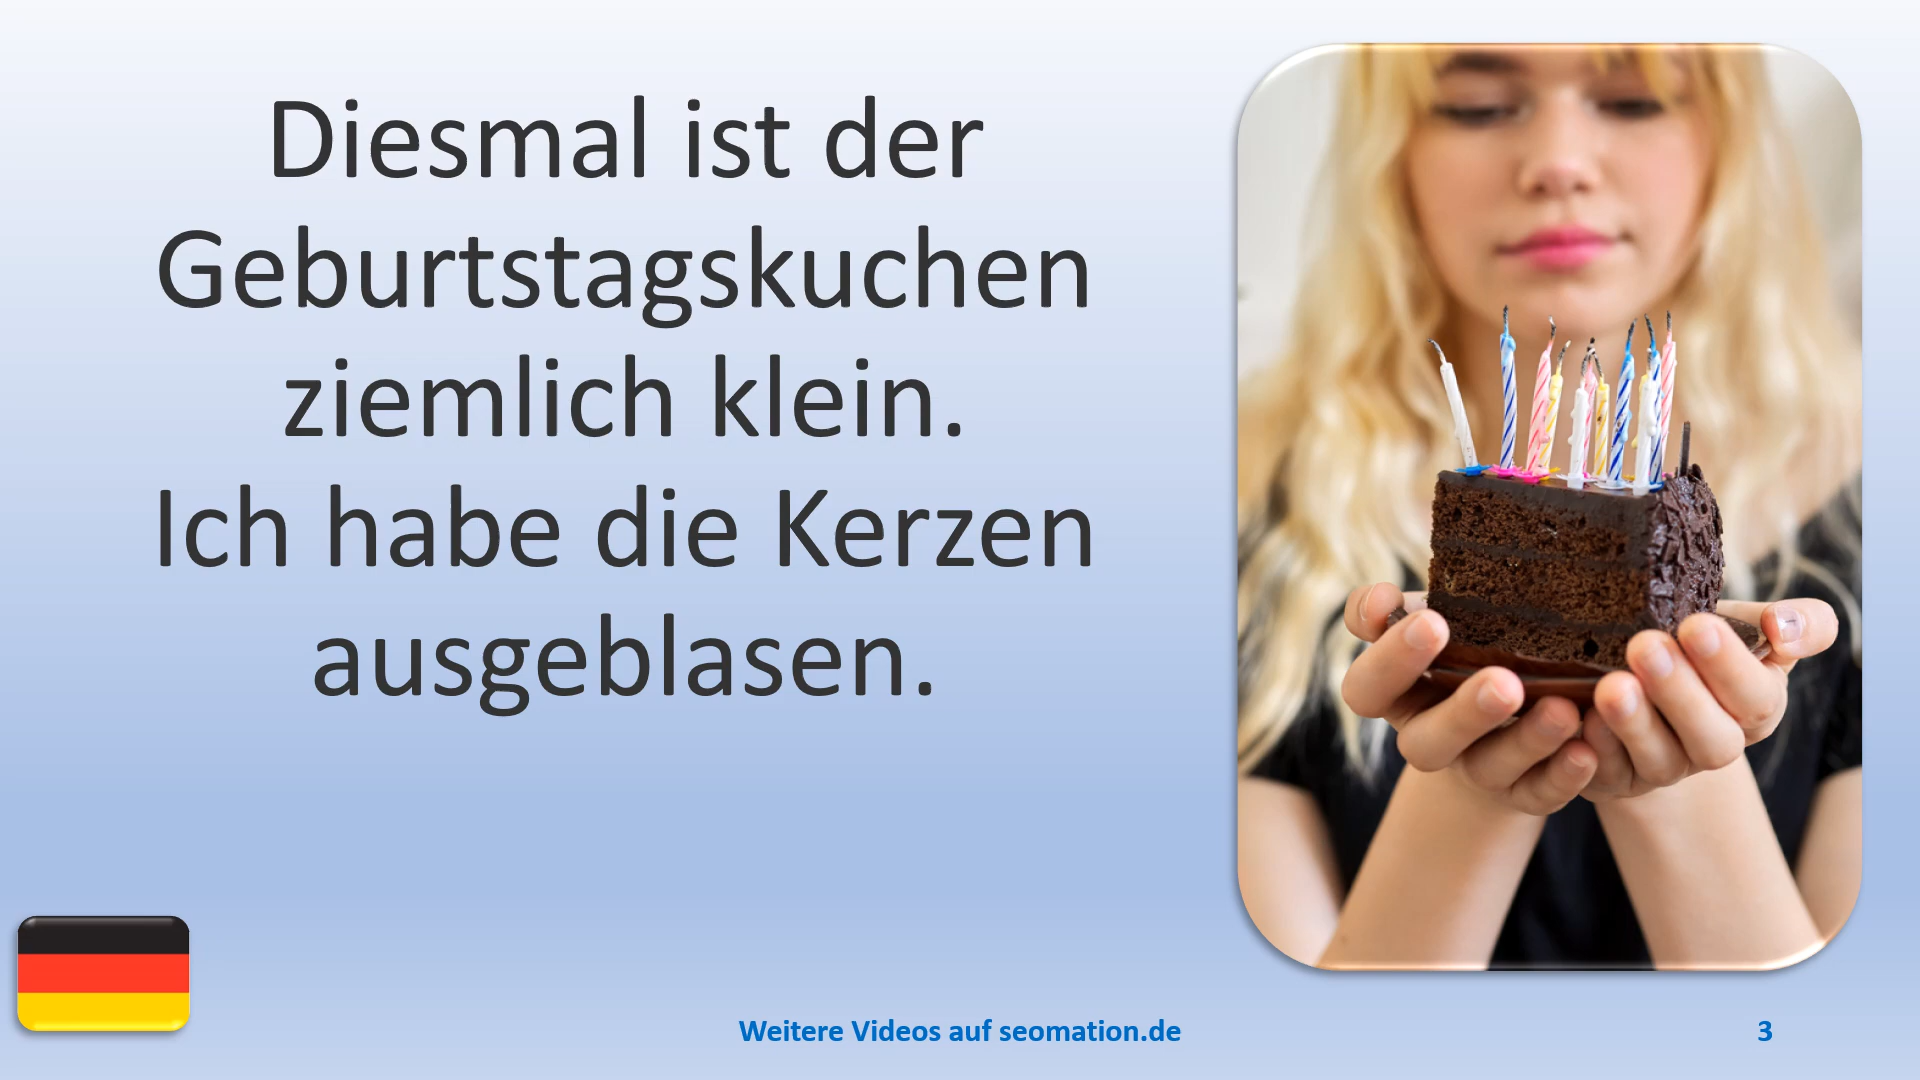 Diesmal ist der
Geburtstagskuchen
ziemlich klein.
Ich habe die Kerzen
ausgeblasen.
Weitere Videos auf seomation.de
3